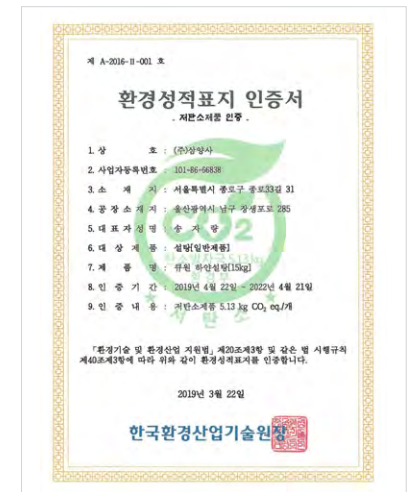 제 A-2016-Ⅱ-001 호
환경성적표지 인증서
. 저탄소제품 인증 .
1. 상 호 : (주)삼양사
2. 사업자등록번호 : 101-86-66838
3. 소 재 지 : 서울특별시 종로구 종로33길 31
4. 공 장 소 재 지 : 울산광역시 남구 장생포로 285
5. 대 표 자 성 명 : 송 자 량
6. 대 상 제 품 : 설탕[일반제품]
7. 제 품 명 : 큐원 하얀설탕[15kg]
8. 인 증 기 간 : 2019년 4월 22일 ~ 2022년 4월 21일
9. 인 증 내 용 : 저탄소제품 5.13 kg CO₂ eq./개
CO2
저탄소
「환경기술 및 환경산업 지원법」 제20조제3항 및 같은 법 시행규칙
제40조제3항에 따라 위와 같이 환경성적표지를 인증합니다.
2019년 3월 22일
한국환경산업기술원장